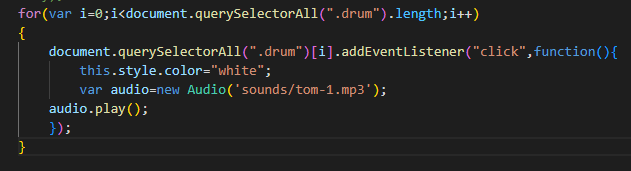 for(var i=0;i<document.querySelectorAll(".drum").length;i++)
{
    document.querySelectorAll(".drum")[i].addEventListener("click",function(){
        this.style.color="white";
        var audio=new Audio('sounds/tom-1.mp3');
    audio.play();
    });
}